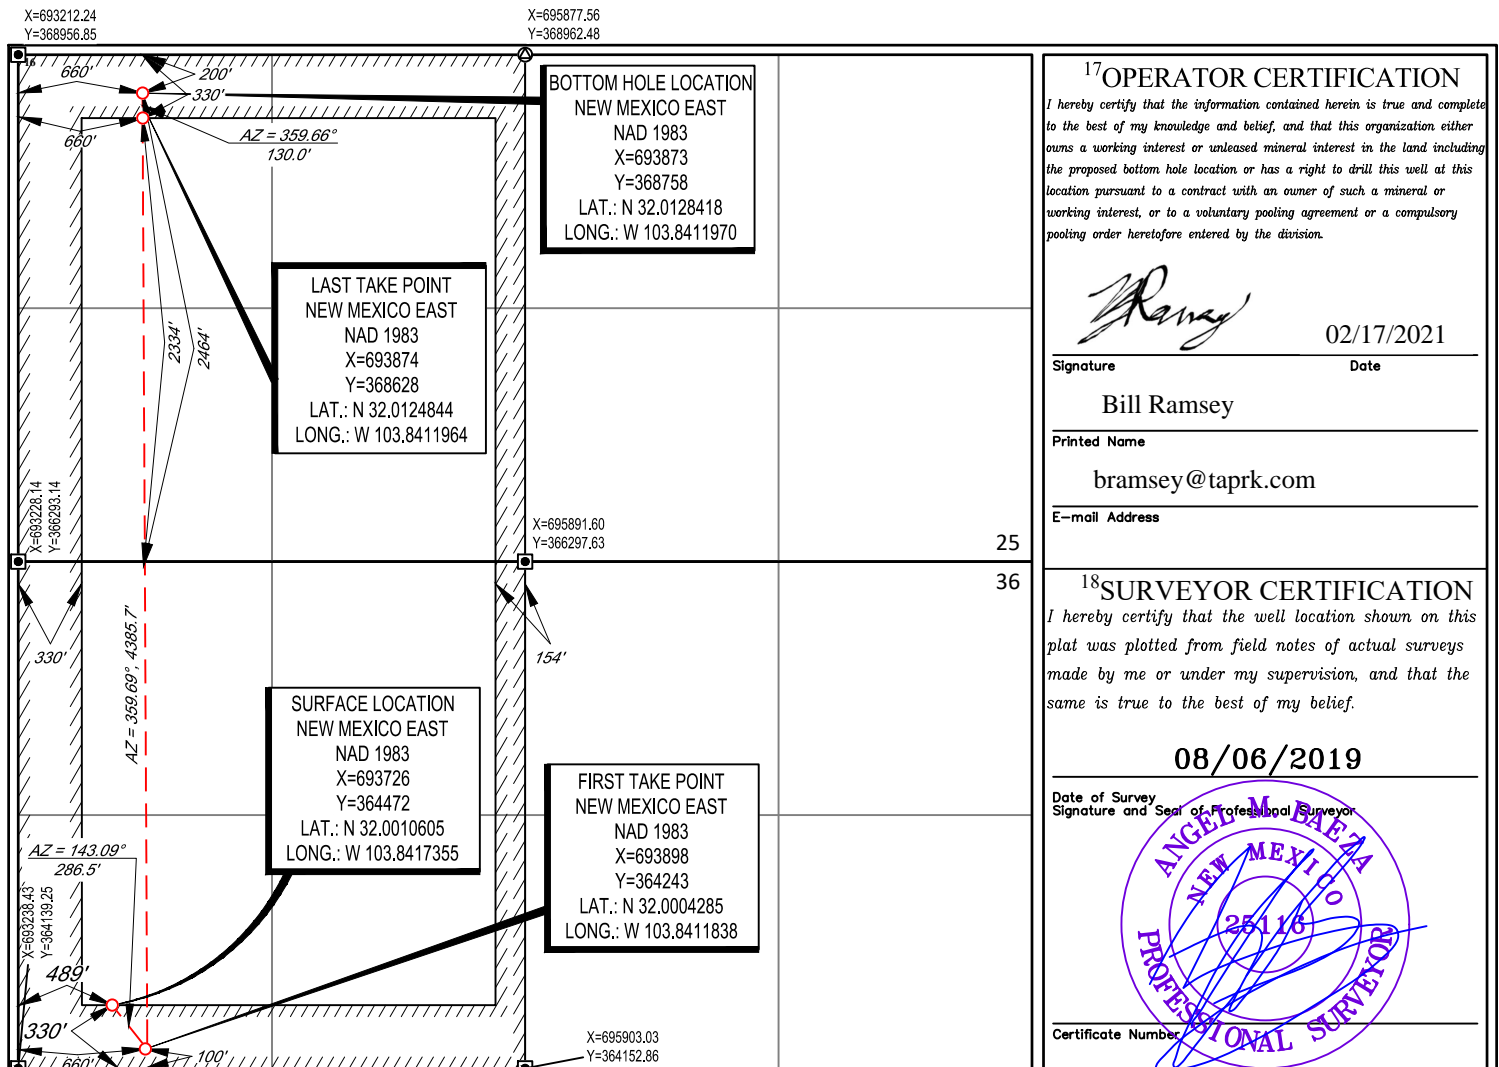 X=693212.24
Y=368956.85
X=695877.56
Y=368962.48
16
660'
200'
330'
660'
AZ = 359.66°
130.0'
BOTTOM HOLE LOCATION
NEW MEXICO EAST
NAD 1983
X=693873
Y=368758
LAT.: N 32.0128418
LONG.: W 103.8411970
LAST TAKE POINT
NEW MEXICO EAST
NAD 1983
X=693874
Y=368628
LAT.: N 32.0124844
LONG.: W 103.8411964
2334'
2464'
X=693228.14
Y=366293.14
X=695891.60
Y=366297.63
25
36
330'
154'
AZ = 359.69°, 4385.7'
SURFACE LOCATION
NEW MEXICO EAST
NAD 1983
X=693726
Y=364472
LAT.: N 32.0010605
LONG.: W 103.8417355
FIRST TAKE POINT
NEW MEXICO EAST
NAD 1983
X=693898
Y=364243
LAT.: N 32.0004285
LONG.: W 103.8411838
AZ = 143.09°
286.5'
X=693238.43
Y=364139.25
489'
330'
660'
100'
X=695903.03
Y=364152.86
17 OPERATOR CERTIFICATION
I hereby certify that the information contained herein is true and complete
to the best of my knowledge and belief, and that this organization either
owns a working interest or unleased mineral interest in the land including
the proposed bottom hole location or has a right to drill this well at this
location pursuant to a contract with an owner of such a mineral or
working interest, or to a voluntary pooling agreement or a compulsory
pooling order heretofore entered by the division.
02/17/2021
Signature Date
Bill Ramsey
Printed Name
bramsey@taprk.com
E-mail Address
18 SURVEYOR CERTIFICATION
I hereby certify that the well location shown on this
plat was plotted from field notes of actual surveys
made by me or under my supervision, and that the
same is true to the best of my belief.
08/06/2019
Date of Survey
Signature and Seal of Professional Surveyor
ANGEL M. BAEZA
NEW MEXICO
25116
PROFESSIONAL SURVEYOR
Certificate Number